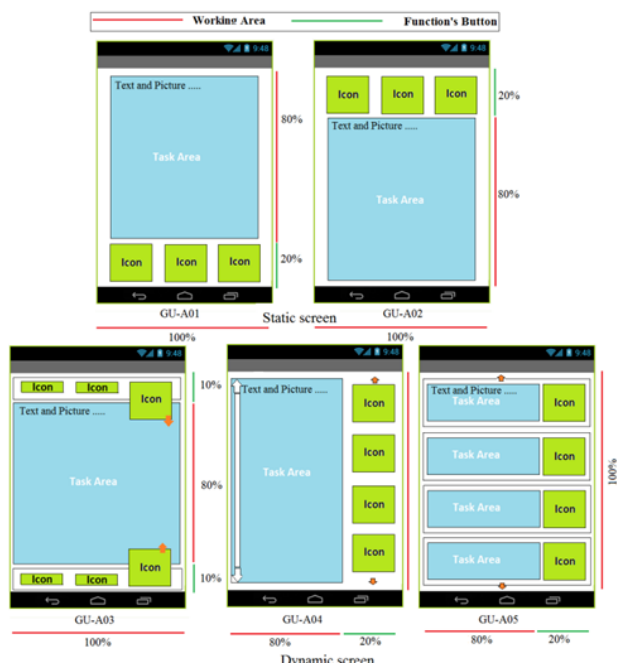 Working Area Function's Button
9:48 9:48
Text and Picture .....
Task Area
80%
Icon Icon Icon
20%
Icon Icon Icon
20%
Text and Picture .....
Task Area
80%
GU-A01 Static screen GU-A02
100% 100%
9:48 9:48 9:48
Icon Icon Icon
10%
Text and Picture .....
Task Area
80%
Icon Icon Icon
10%
Text and Picture .....
Task Area
Icon
Icon
Icon
Icon
Text and Picture .....
Task Area Icon
Task Area Icon
Task Area Icon
Task Area Icon
100%
GU-A03 GU-A04 GU-A05
100% 80% 20% 80% 20%
Dynamic screen